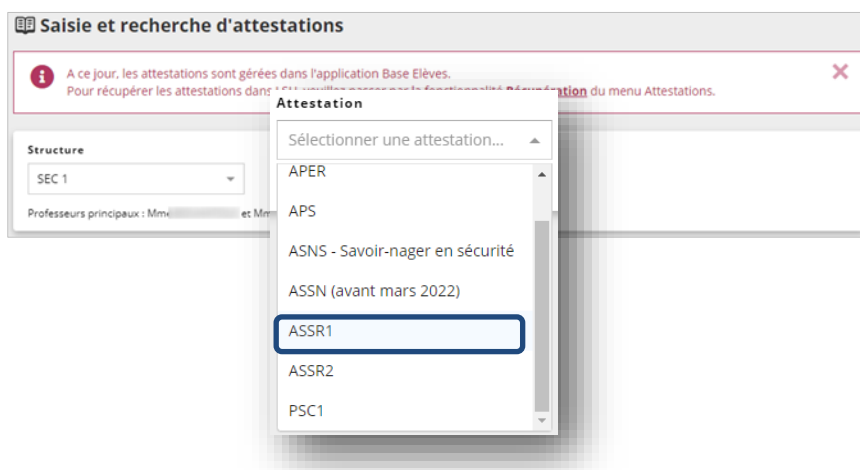 Saisie et recherche d'attestations
A ce jour, les attestations sont gérées dans l'application Base Elèves.
Pour récupérer les attestations dans du menu Attestations.
Attestation
Sélectionner une attestation...
Structure
SEC 1
Professeurs principaux : Mme et
APER
APS
ASNS - Savoir-nager en sécurité
ASSN (avant mars 2022)
ASSR1
ASSR2
PSC1